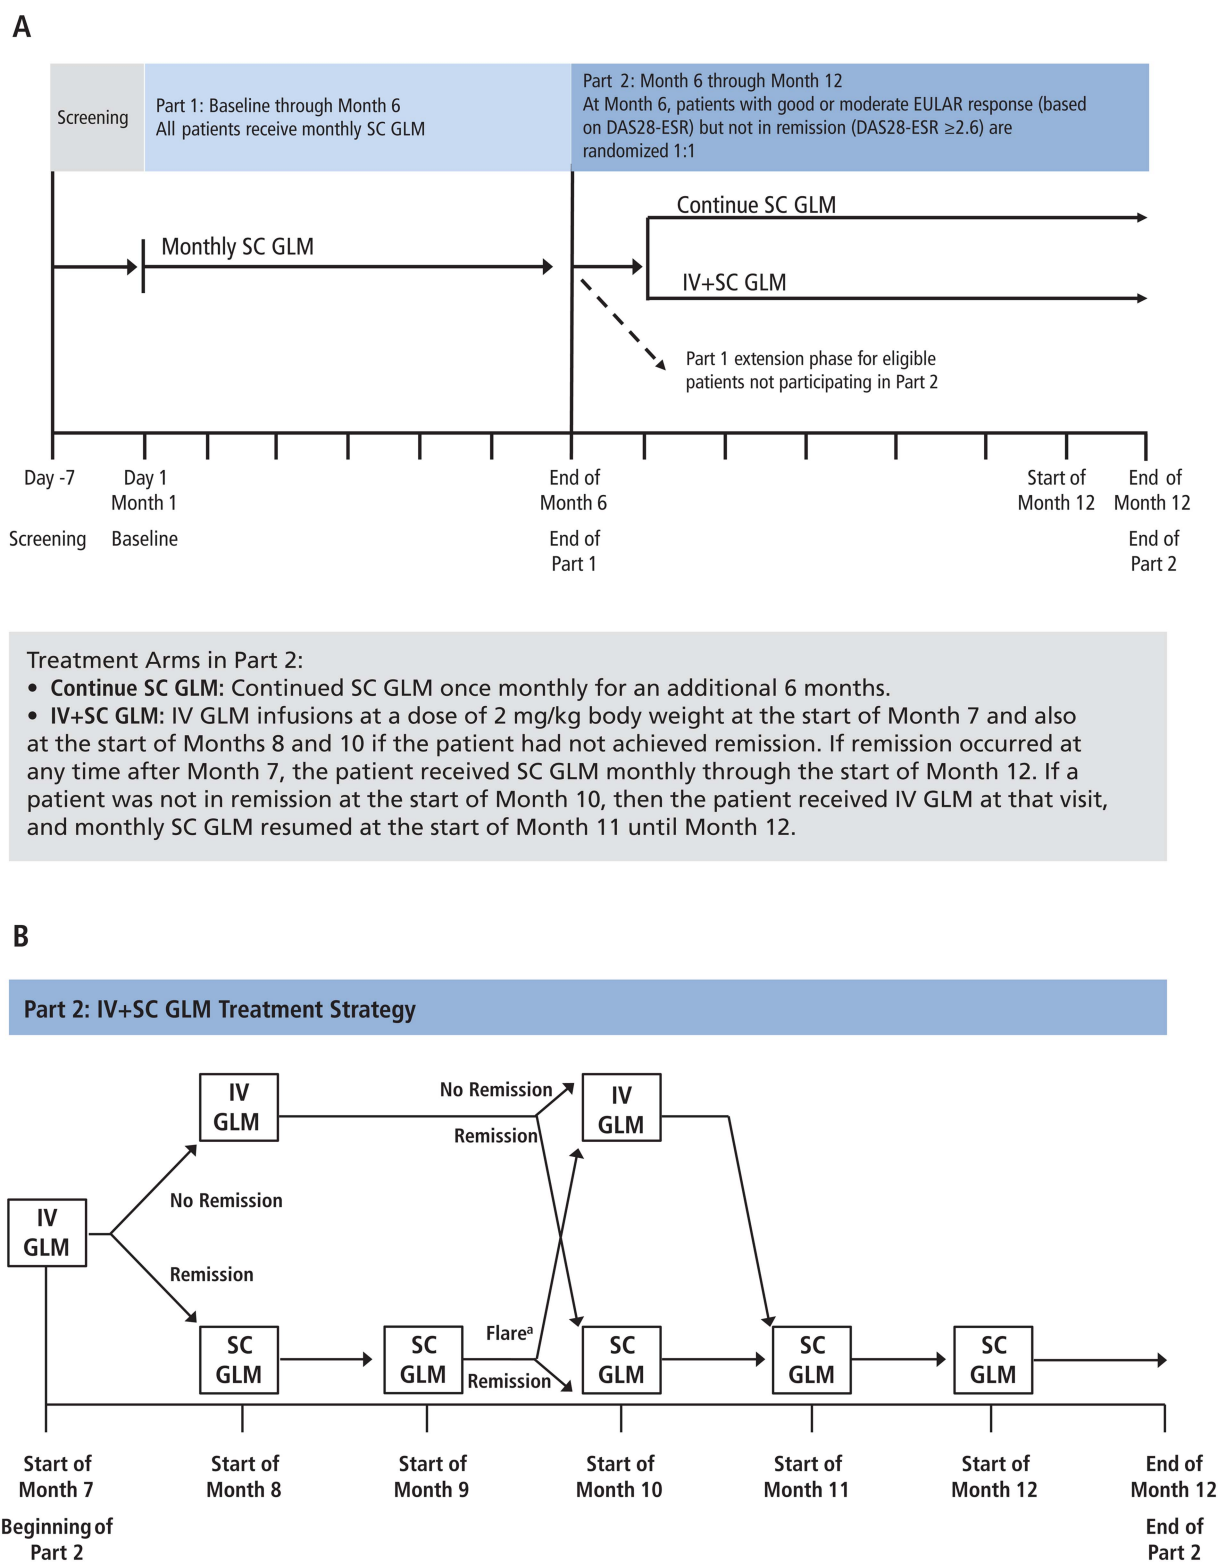 A
Screening
Part 1: Baseline through Month 6
All patients receive monthly SC GLM
Part 2: Month 6 through Month 12
At Month 6, patients with good or moderate EULAR response (based
on DAS28-ESR) but not in remission (DAS28-ESR ≥2.6) are
randomized 1:1
Continue SC GLM
Monthly SC GLM
IV+SC GLM
Part 1 extension phase for eligible
patients not participating in Part 2
Day -7
Day 1
Month 1
End of
Month 6
Start of
Month 12
End of
Month 12
Screening
Baseline
End of
Part 1
End of
Part 2
Treatment Arms in Part 2:
• Continue SC GLM: Continued SC GLM once monthly for an additional 6 months.
• IV+SC GLM: IV GLM infusions at a dose of 2 mg/kg body weight at the start of Month 7 and also
at the start of Months 8 and 10 if the patient had not achieved remission. If remission occurred at
any time after Month 7, the patient received SC GLM monthly through the start of Month 12. If a
patient was not in remission at the start of Month 10, then the patient received IV GLM at that visit,
and monthly SC GLM resumed at the start of Month 11 until Month 12.
B
Part 2: IV+SC GLM Treatment Strategy
IV
GLM
No Remission
IV
GLM
Remission
No Remission
IV
GLM
Remission
SC
GLM
SC
GLM
Flareᵃ
Remission
SC
GLM
SC
GLM
SC
GLM
Start of
Month 7
Start of
Month 8
Start of
Month 9
Start of
Month 10
Start of
Month 11
Start of
Month 12
End of
Month 12
Beginning of
Part 2
End of
Part 2